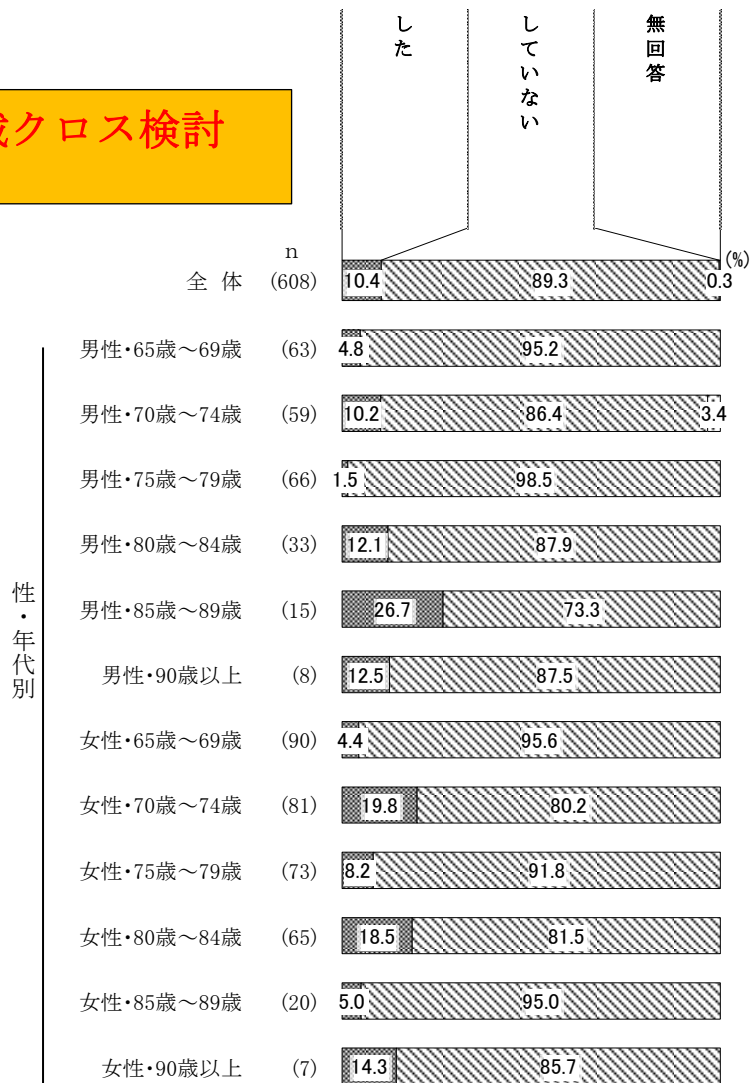 した
していない
無回答
クロス検討
n
(%)
全 体 (608) 10.4 89.3 0.3
性・年代別
男性・65歳～69歳 (63) 4.8 95.2
男性・70歳～74歳 (59) 10.2 86.4 3.4
男性・75歳～79歳 (66) 1.5 98.5
男性・80歳～84歳 (33) 12.1 87.9
男性・85歳～89歳 (15) 26.7 73.3
男性・90歳以上 (8) 12.5 87.5
女性・65歳～69歳 (90) 4.4 95.6
女性・70歳～74歳 (81) 19.8 80.2
女性・75歳～79歳 (73) 8.2 91.8
女性・80歳～84歳 (65) 18.5 81.5
女性・85歳～89歳 (20) 5.0 95.0
女性・90歳以上 (7) 14.3 85.7